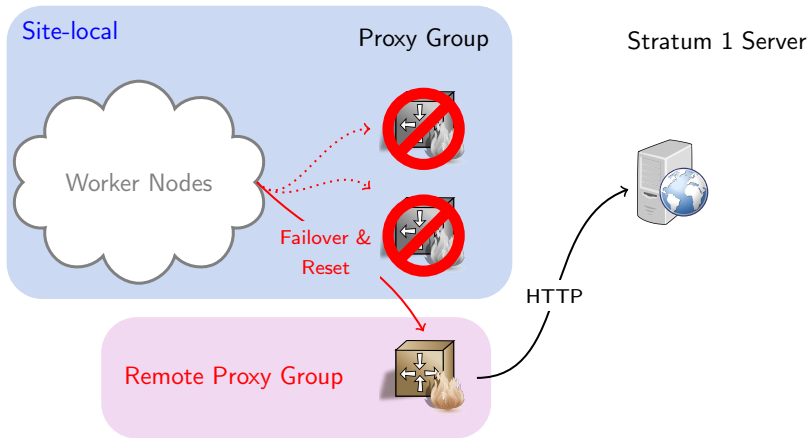 Site-local
Proxy Group
Stratum 1 Server
Worker Nodes
Failover &
Reset
HTTP
Remote Proxy Group